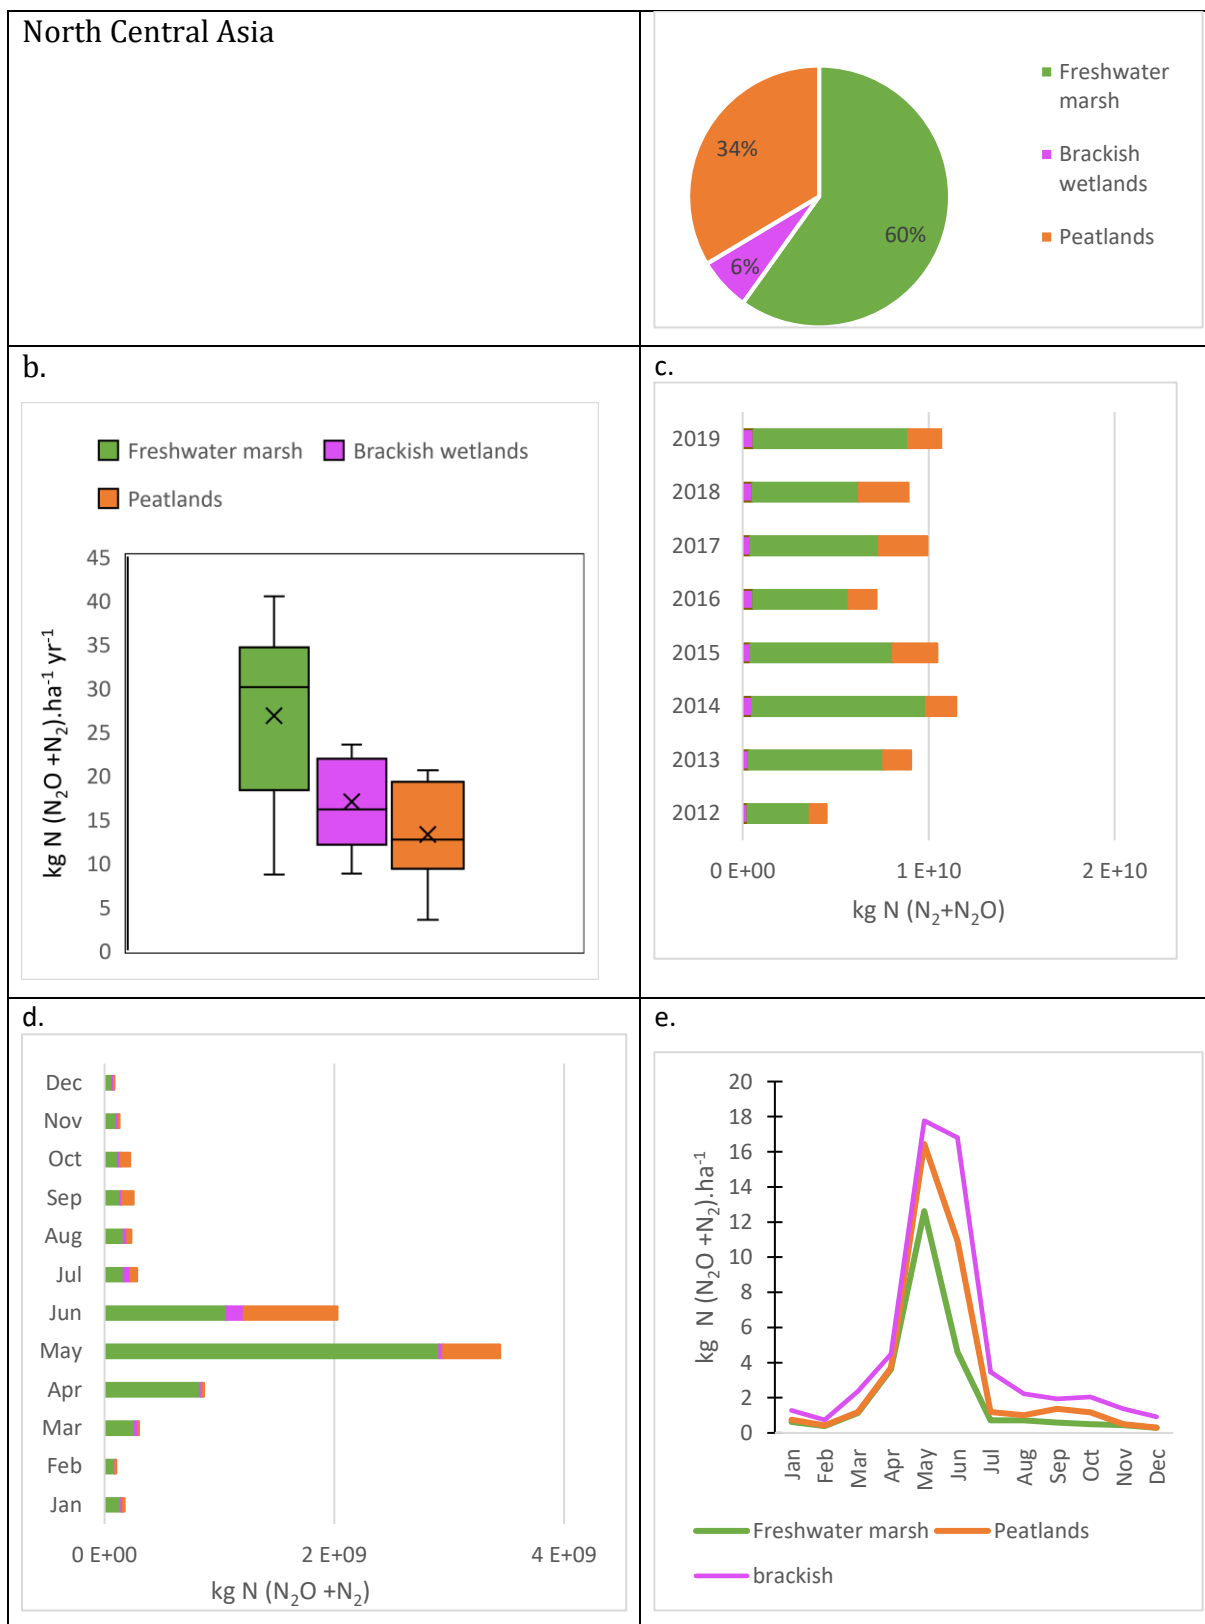 North Central Asia
34%
60%
6%
Freshwater
marsh
Brackish
wetlands
Peatlands
b.
Freshwater marsh
Brackish wetlands
Peatlands
kg N (N₂O +N₂).ha⁻¹ yr⁻¹
45
40
35
30
25
20
15
10
5
0
c.
2019
2018
2017
2016
2015
2014
2013
2012
0 E+00 1 E+10 2 E+10
kg N (N₂+N₂O)
d.
Dec
Nov
Oct
Sep
Aug
Jul
Jun
May
Apr
Mar
Feb
Jan
0 E+00 2 E+09 4 E+09
kg N (N₂O +N₂)
e.
kg N (N₂O +N₂).ha⁻¹
20
18
16
14
12
10
8
6
4
2
0
Jan Feb Mar Apr May Jun Jul Aug Sep Oct Nov Dec
Freshwater marsh Peatlands
brackish